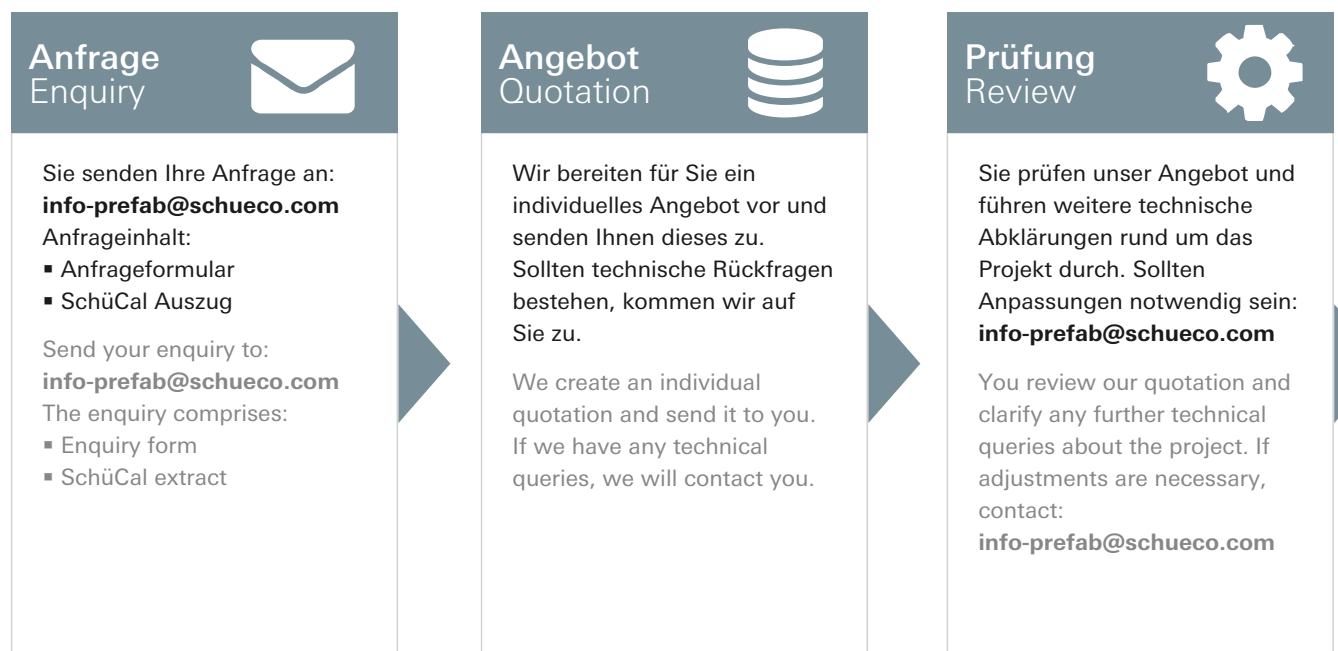 Anfrage
Enquiry
Sie senden Ihre Anfrage an:
info-prefab@schueco.com
Anfrageinhalt:
▪ Anfrageformular
▪ SchüCal Auszug
Send your enquiry to:
info-prefab@schueco.com
The enquiry comprises:
▪ Enquiry form
▪ SchüCal extract
Angebot
Quotation
Wir bereiten für Sie ein
individuelles Angebot vor und
senden Ihnen dieses zu.
Sollten technische Rückfragen
bestehen, kommen wir auf
Sie zu.
We create an individual
quotation and send it to you.
If we have any technical
queries, we will contact you.
Prüfung
Review
Sie prüfen unser Angebot und
führen weitere technische
Abklärungen rund um das
Projekt durch. Sollten
Anpassungen notwendig sein:
info-prefab@schueco.com
You review our quotation and
clarify any further technical
queries about the project. If
adjustments are necessary,
contact:
info-prefab@schueco.com